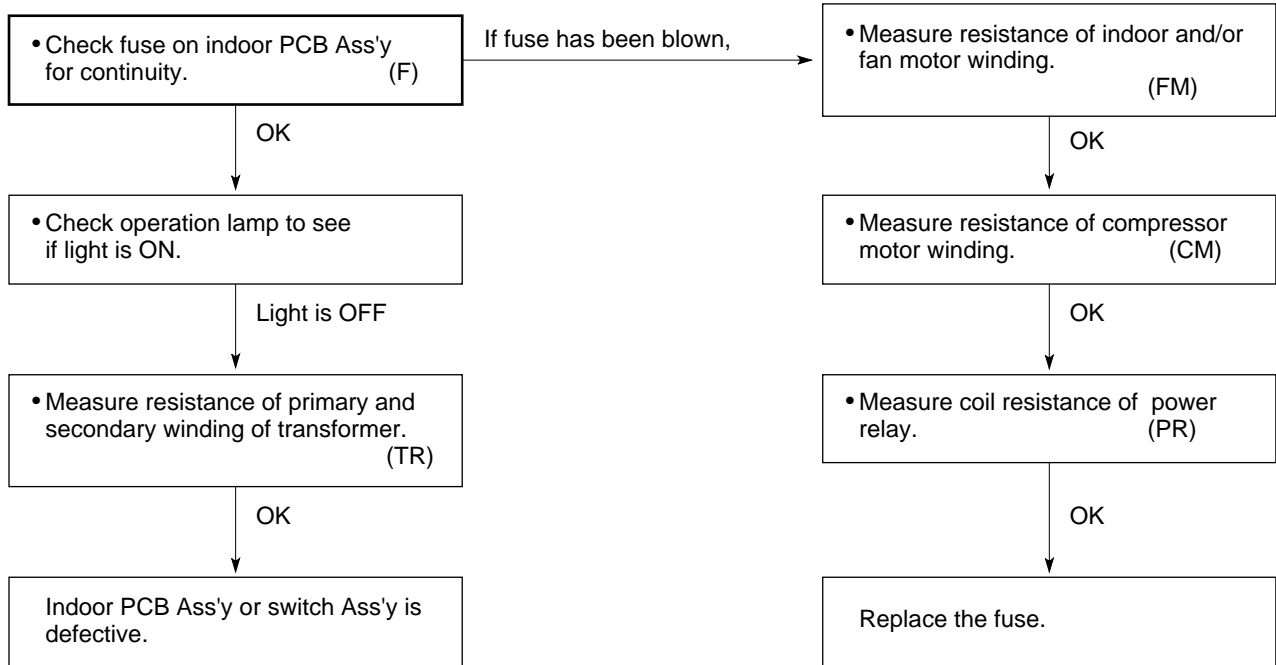 • Check fuse on indoor PCB Ass'y
for continuity. (F)
If fuse has been blown,
• Measure resistance of indoor and/or
fan motor winding.
(FM)
OK
OK
• Check operation lamp to see
if light is ON.
• Measure resistance of compressor
motor winding. (CM)
Light is OFF
OK
• Measure resistance of primary and
secondary winding of transformer.
(TR)
• Measure coil resistance of power
relay. (PR)
OK
OK
Indoor PCB Ass'y or switch Ass'y is
defective.
Replace the fuse.